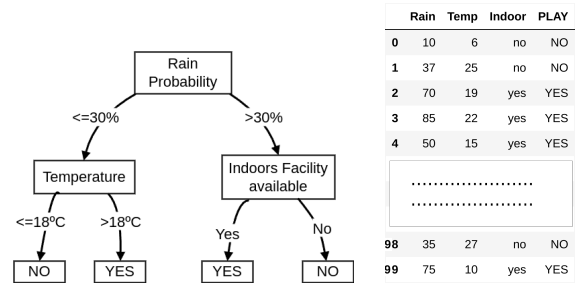 Rain
Probability
<=30%
>30%
Temperature
Indoors Facility
available
<=18ºC
>18ºC
Yes
No
NO
YES
YES
NO
Rain Temp Indoor PLAY
0 10 6 no NO
1 37 25 no NO
2 70 19 yes YES
3 85 22 yes YES
4 50 15 yes YES
..............................
..............................
98 35 27 no NO
99 75 10 yes YES